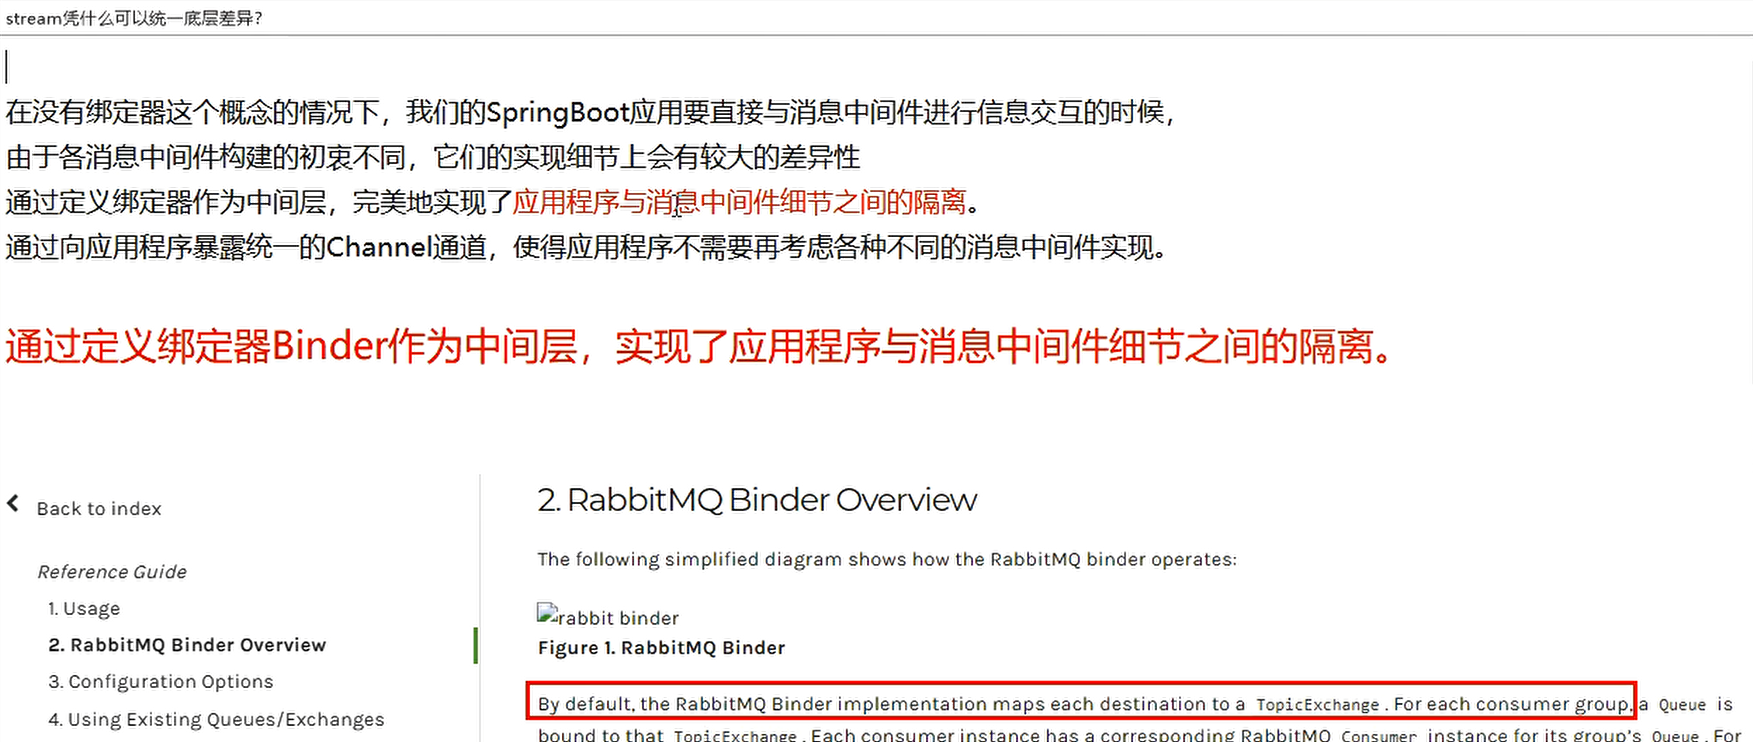 stream凭什么可以统一底层差异?
在没有绑定器这个概念的情况下，我们的SpringBoot应用要直接与消息中间件进行信息交互的时候，
由于各消息中间件构建的初衷不同，它们的实现细节上会有较大的差异性
通过定义绑定器作为中间层，完美地实现了应用程序与消息中间件细节之间的隔离。
通过向应用程序暴露统一的Channel通道，使得应用程序不需要再考虑各种不同的消息中间件实现。
通过定义绑定器Binder作为中间层，实现了应用程序与消息中间件细节之间的隔离。
Back to index
Reference Guide
1. Usage
2. RabbitMQ Binder Overview
3. Configuration Options
4. Using Existing Queues/Exchanges
2. RabbitMQ Binder Overview
The following simplified diagram shows how the RabbitMQ binder operates:
rabbit binder
Figure 1. RabbitMQ Binder
By default, the RabbitMQ Binder implementation maps each destination to a TopicExchange. For each consumer group, a Queue is
bound to that TopicExchange. Each consumer instance has a corresponding RabbitMQ Consumer instance for its group's Queue. For